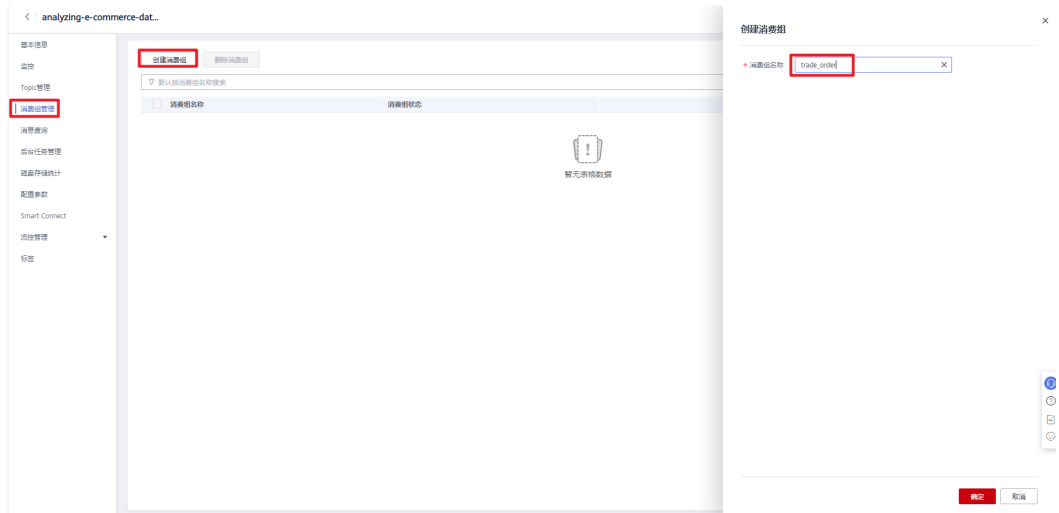 analyzing-e-commerce-dat...
基本信息
监控
Topic管理
消费组管理
消息查询
后台任务管理
磁盘存储统计
配置参数
Smart Connect
流控管理
标签
创建消费组 删除消费组
默认按消费组名称搜索
消费组名称 消费组状态
暂无表格数据
创建消费组
* 消费组名称 trade_order
确定 取消